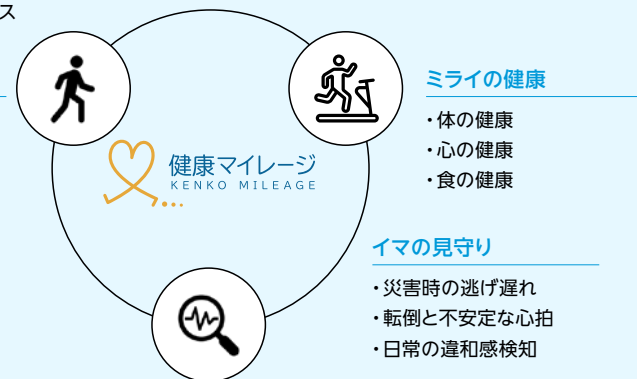 ス
ミライの健康
・体の健康
・心の健康
・食の健康
健康マイレージ
KENKO MILEAGE
イマの見守り
・災害時の逃げ遅れ
・転倒と不安定な心拍
・日常の違和感検知